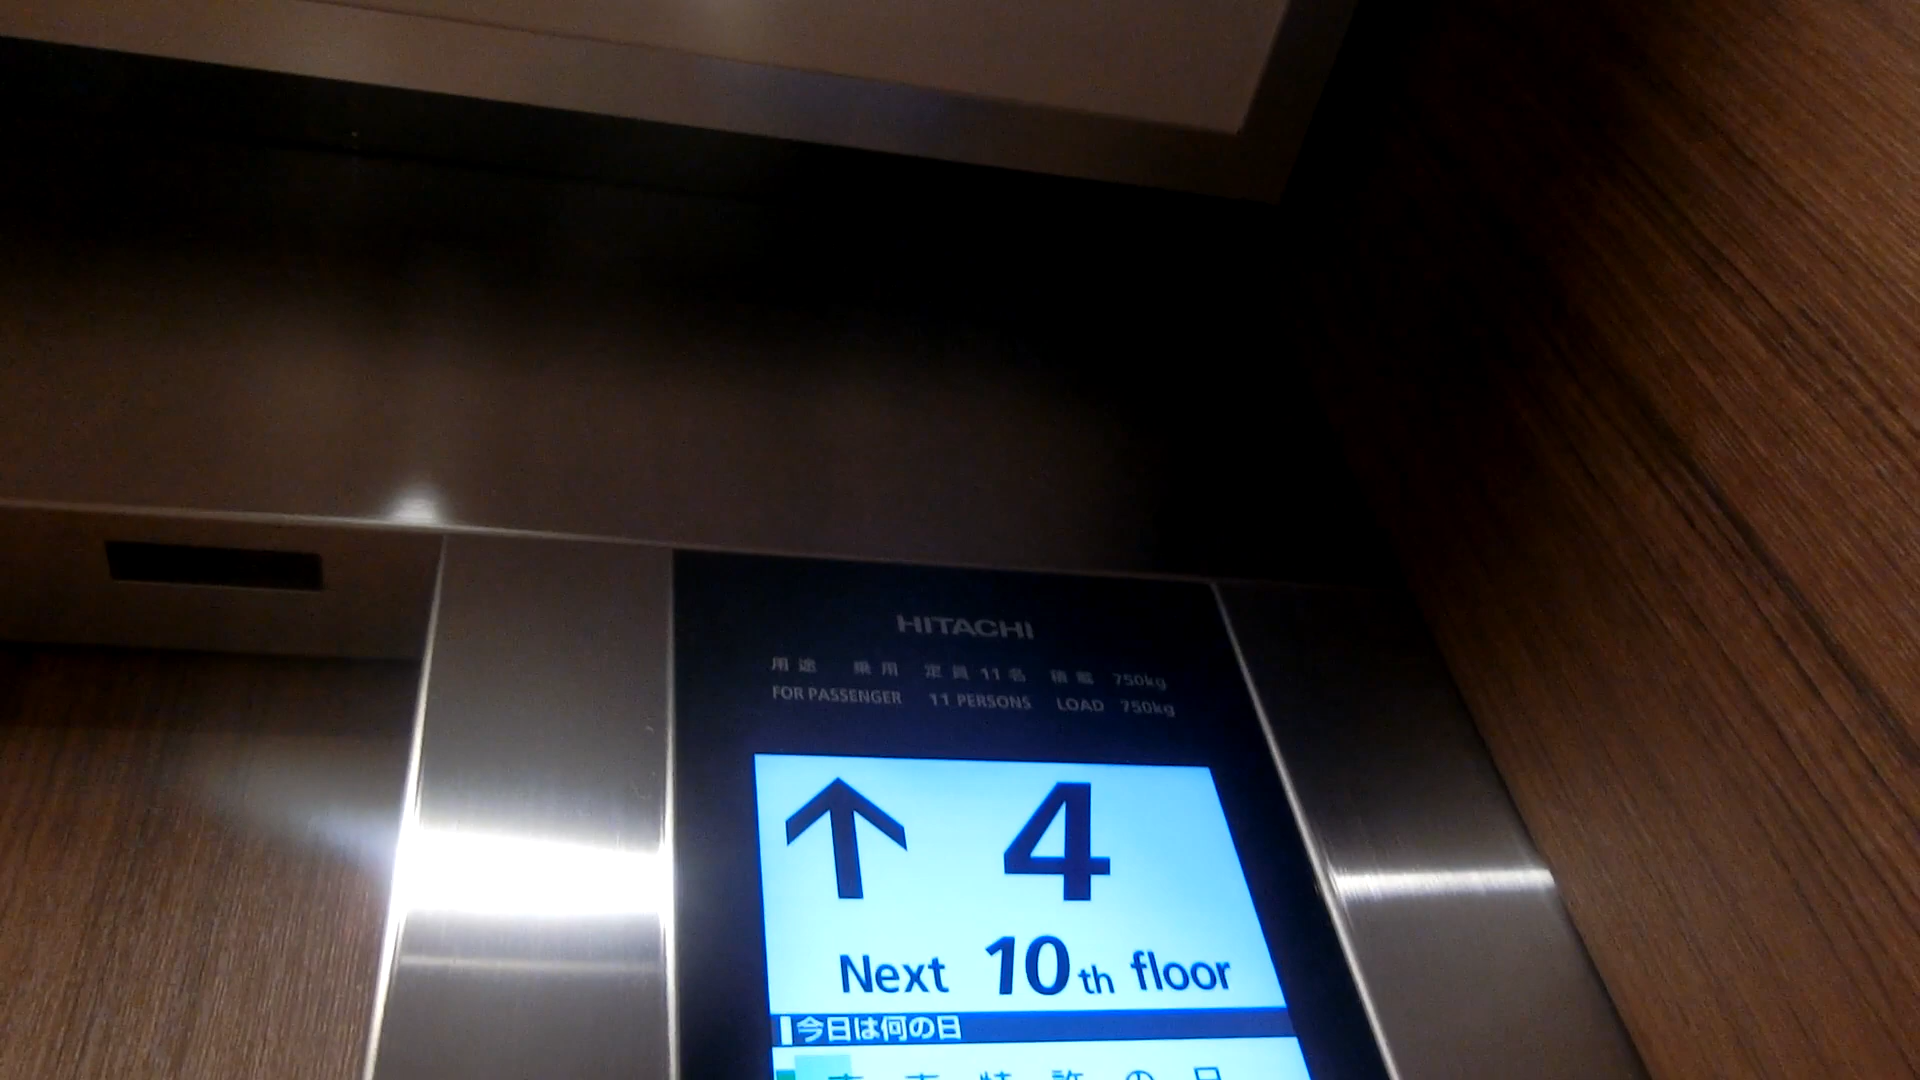 HITACHI
用途 乗用 定員 11名 積載 750kg
FOR PASSENGER 11 PERSONS LOAD 750kg
↑ 4
Next 10th floor
今日は何の日